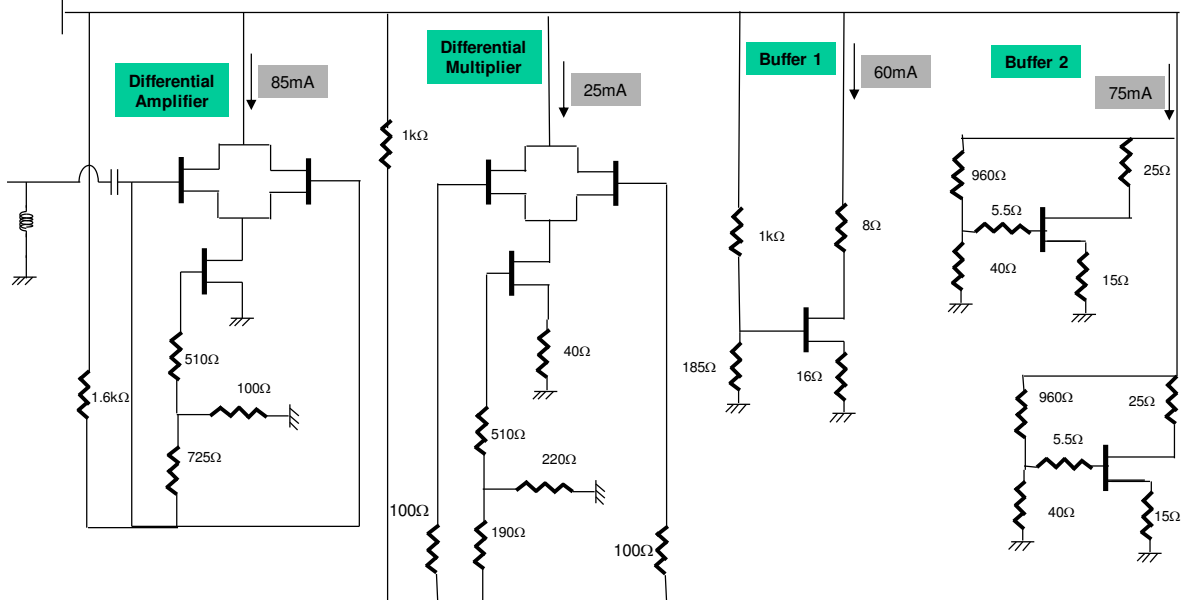 Differential
Amplifier
85mA
1.6kΩ
510Ω
100Ω
725Ω
1kΩ
Differential
Multiplier
25mA
40Ω
510Ω
220Ω
190Ω
100Ω
100Ω
Buffer 1
60mA
1kΩ
8Ω
185Ω
16Ω
Buffer 2
75mA
960Ω
25Ω
5.5Ω
40Ω
15Ω
960Ω
25Ω
5.5Ω
40Ω
15Ω